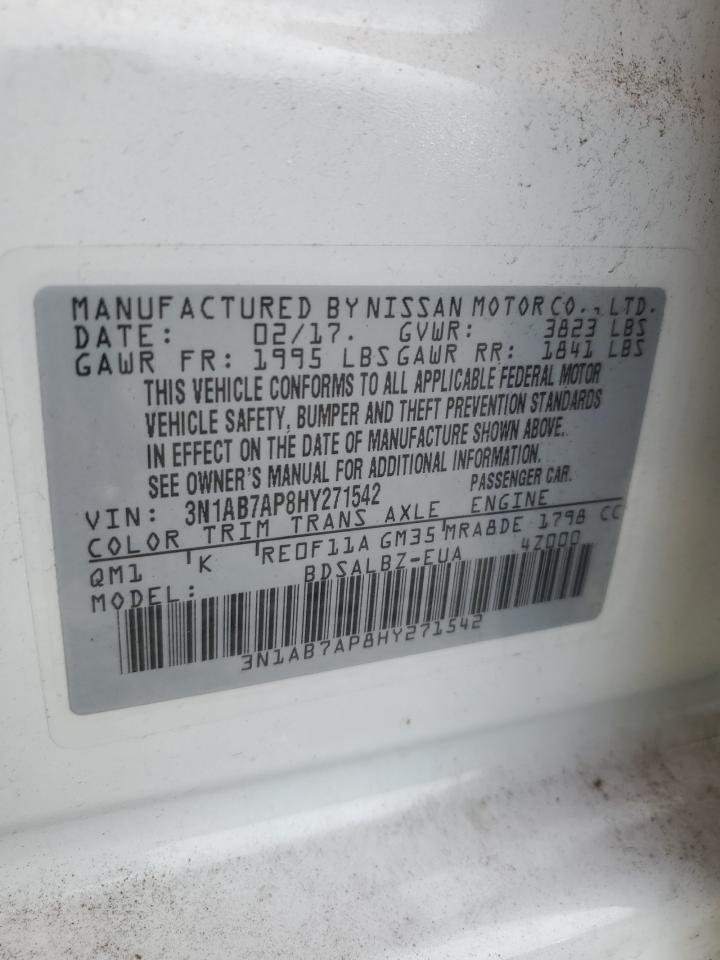 MANUFACTURED BY NISSAN MOTOR CO., LTD.
DATE: 02/17. GVWR: 3823 LBS
GAWR FR: 1995 LBS GAWR RR: 1841 LBS
THIS VEHICLE CONFORMS TO ALL APPLICABLE FEDERAL MOTOR
VEHICLE SAFETY, BUMPER AND THEFT PREVENTION STANDARDS
IN EFFECT ON THE DATE OF MANUFACTURE SHOWN ABOVE.
SEE OWNER'S MANUAL FOR ADDITIONAL INFORMATION.
VIN: 3N1AB7AP8HY271542 PASSENGER CAR.
COLOR TRIM TRANS AXLE ENGINE
QM1 K RE0F11A GM35 MRA8DE 1798 CC
MODEL: BDSALBZ-EUA 4Z000
3N1AB7AP8HY271542